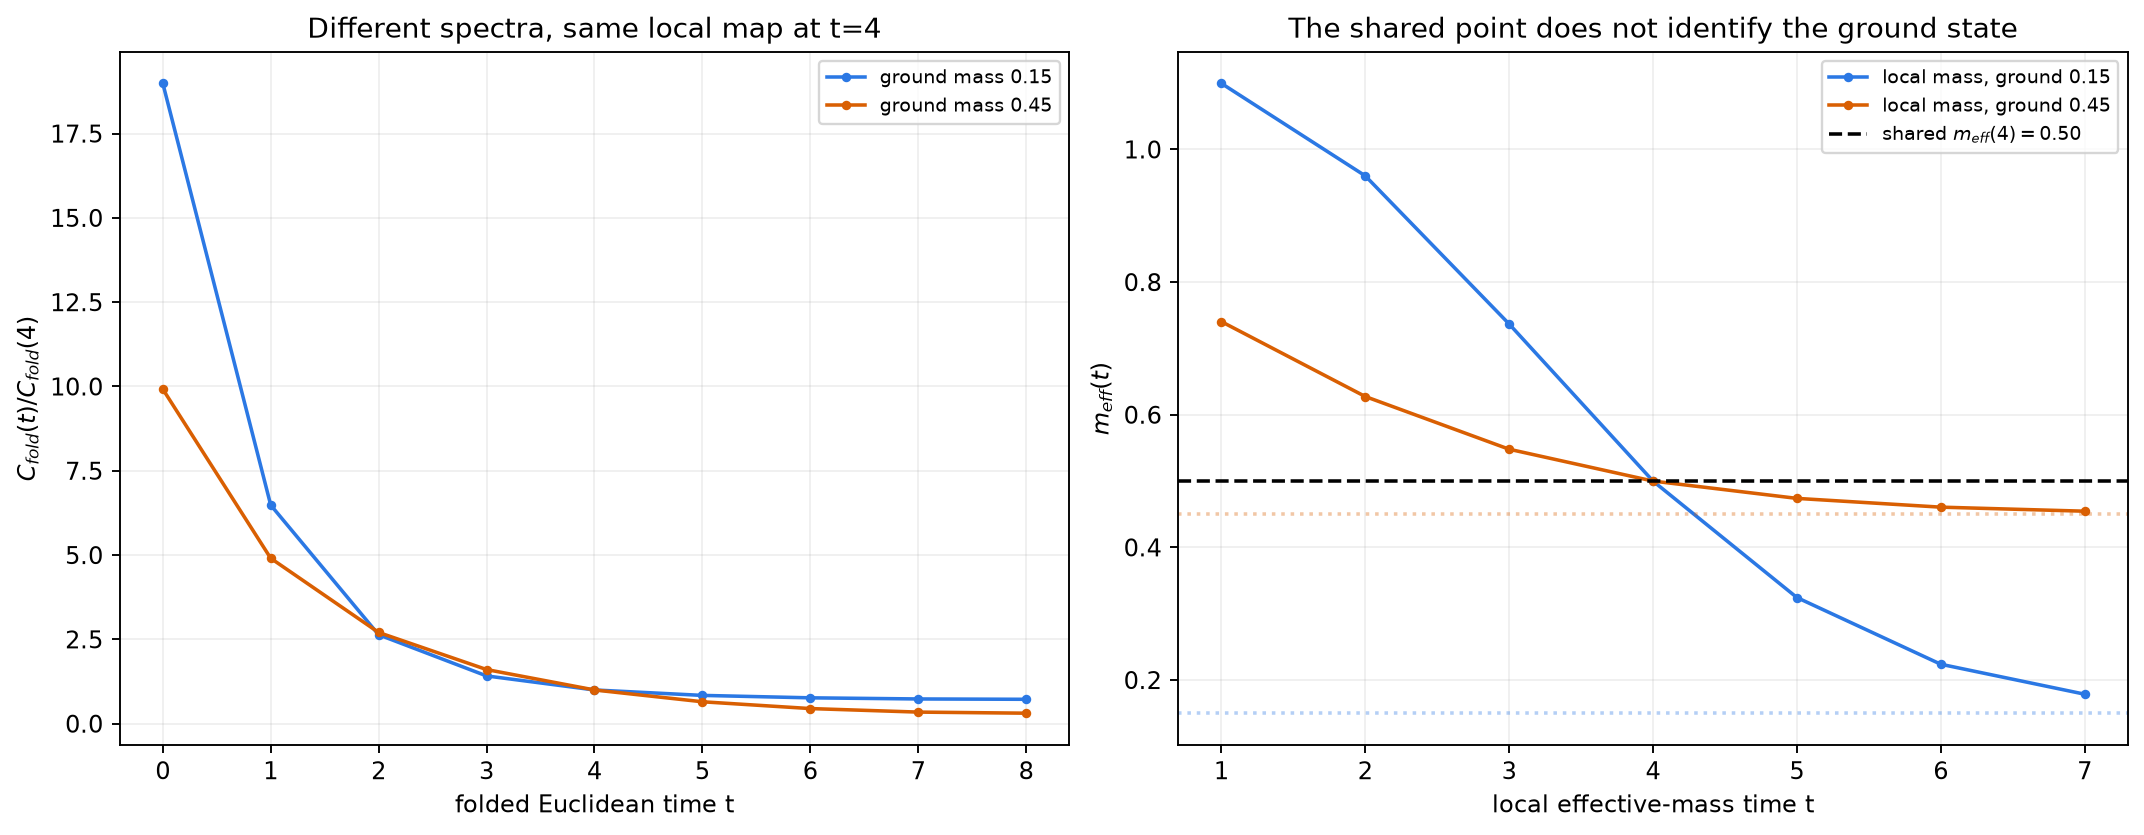 Different spectra, same local map at t=4
ground mass 0.15
ground mass 0.45
17.5
15.0
12.5
10.0
7.5
5.0
2.5
0.0
C_fold(t)/C_fold(4)
0 1 2 3 4 5 6 7 8
folded Euclidean time t
The shared point does not identify the ground state
local mass, ground 0.15
local mass, ground 0.45
shared m_eff(4) = 0.50
1.0
0.8
0.6
0.4
0.2
m_eff(t)
1 2 3 4 5 6 7
local effective-mass time t